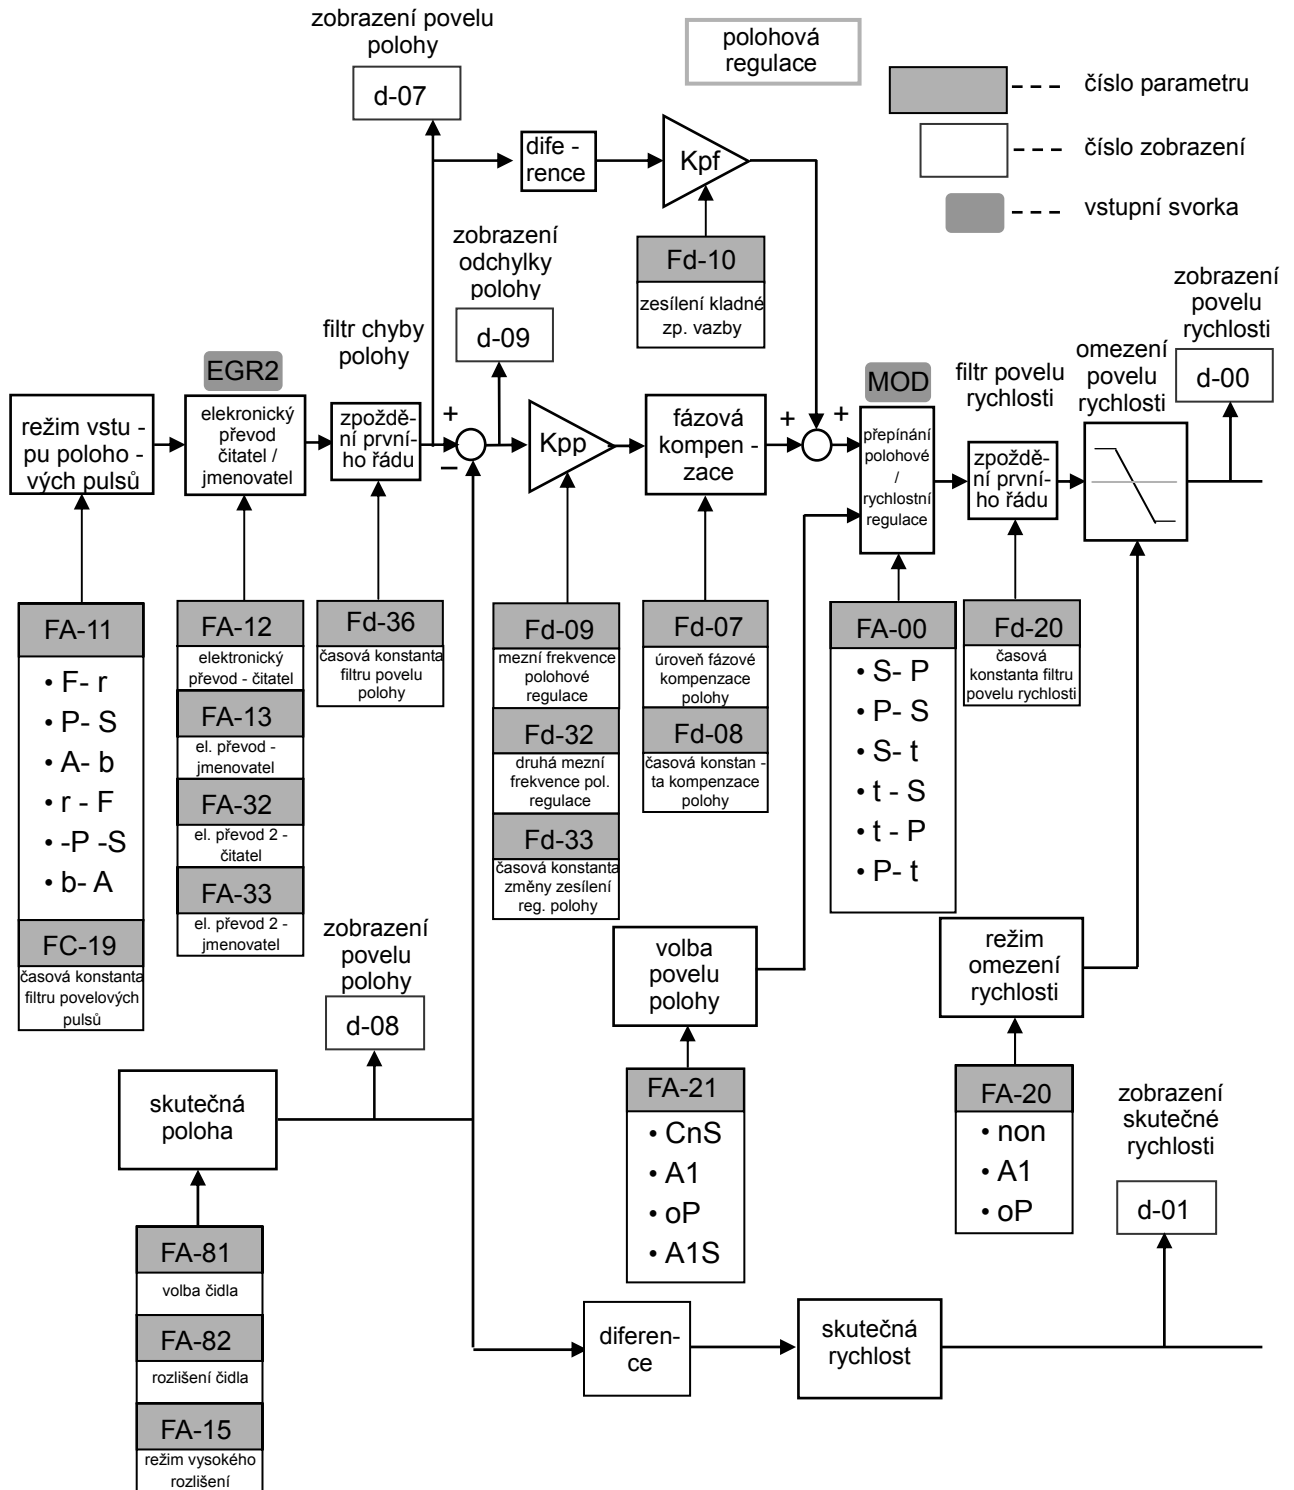 zobrazení povelu
polohy
d-07
polohová
regulace
číslo parametru
číslo zobrazení
vstupní svorka
dife -
rence
Kpf
Fd-10
zesílení kladné
zp. vazby
zobrazení
odchylky
polohy
d-09
filtr chyby
polohy
EGR2
MOD
filtr povelu
rychlosti
omezení
povelu
rychlosti
zobrazení
povelu
rychlosti
d-00
režim vstu -
pu poloho -
vých pulsů
elekronický
převod
čitatel /
jmenovatel
zpoždě-
ní první-
ho řádu
+
−
Kpp
fázová
kompen -
zace
+
+
přepínání
polohové
/
rychlostní
regulace
zpoždě-
ní první-
ho řádu
FA-11
• F- r
• P- S
• A- b
• r - F
• -P -S
• b- A
FC-19
časová konstanta
filtru povelových
pulsů
FA-12
elektronický
převod - čitatel
FA-13
el. převod -
jmenovatel
FA-32
el. převod 2 -
čitatel
FA-33
el. převod 2 -
jmenovatel
Fd-36
časová konstanta
filtru povelu
polohy
Fd-09
mezní frekvence
polohové
regulace
Fd-32
druhá mezní
frekvence pol.
regulace
Fd-33
časová konstanta
změny zesílení
reg. polohy
Fd-07
úroveň fázové
kompenzace
polohy
Fd-08
časová konstan -
ta kompenzace
polohy
FA-00
• S- P
• P- S
• S- t
• t - S
• t - P
• P- t
Fd-20
časová
konstanta filtru
povelu rychlosti
zobrazení
povelu
polohy
d-08
volba
povelu
polohy
režim
omezení
rychlosti
skutečná
poloha
FA-21
• CnS
• A1
• oP
• A1S
FA-20
• non
• A1
• oP
zobrazení
skutečné
rychlosti
d-01
FA-81
volba čidla
FA-82
rozlišení čidla
FA-15
režim vysokého
rozlišení
diferen-
ce
skutečná
rychlost